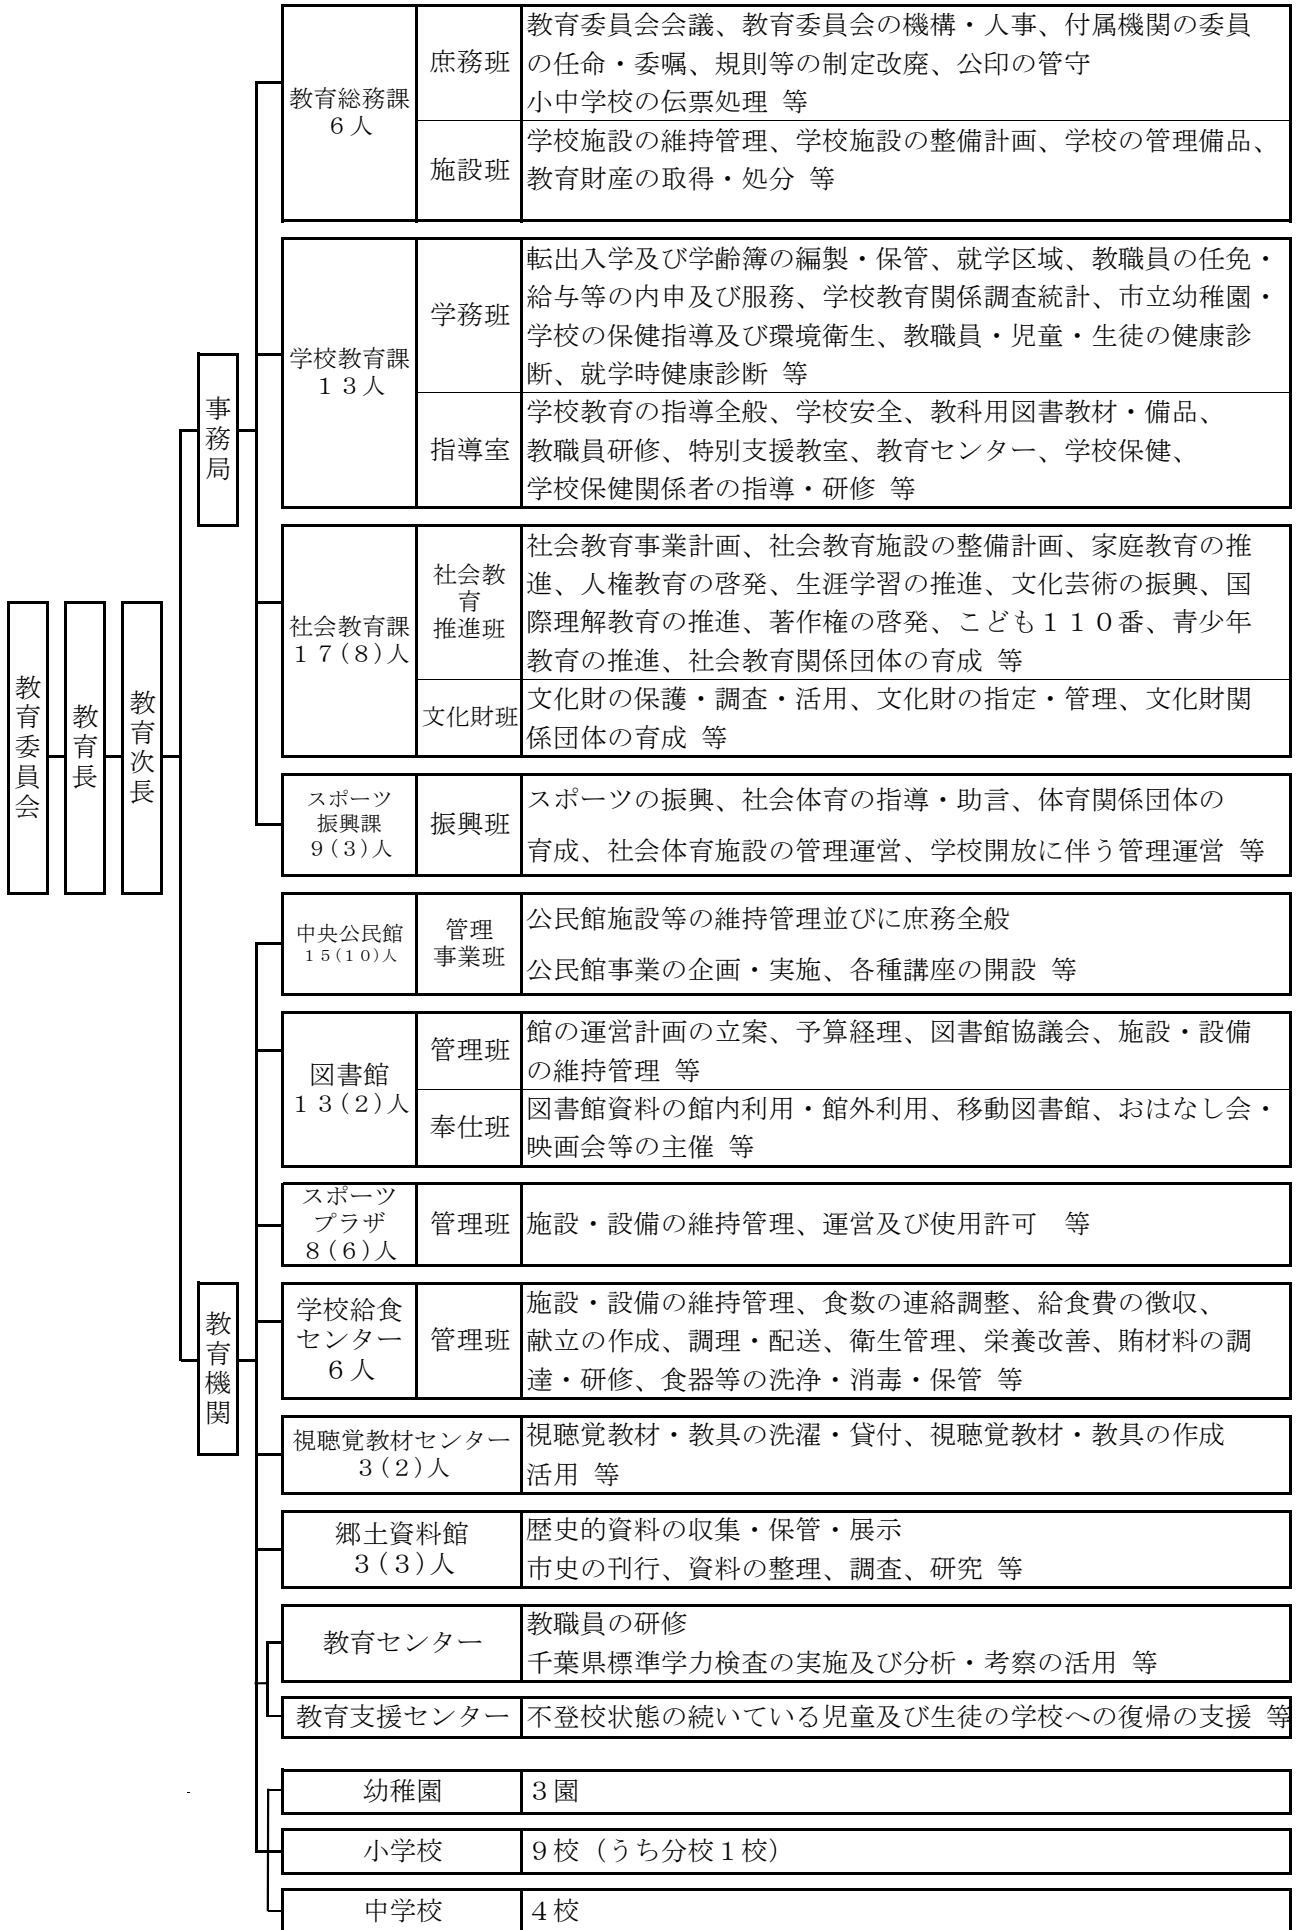 教育委員会
教育長
教育次長
事務局
教育総務課
６人
庶務班
教育委員会会議、教育委員会の機構・人事、付属機関の委員
の任命・委嘱、規則等の制定改廃、公印の管守
小中学校の伝票処理 等
施設班
学校施設の維持管理、学校施設の整備計画、学校の管理備品、
教育財産の取得・処分 等
学校教育課
１３人
学務班
転出入学及び学齢簿の編製・保管、就学区域、教職員の任免・
給与等の内申及び服務、学校教育関係調査統計、市立幼稚園・
学校の保健指導及び環境衛生、教職員・児童・生徒の健康診
断、就学時健康診断 等
指導室
学校教育の指導全般、学校安全、教科用図書教材・備品、
教職員研修、特別支援教室、教育センター、学校保健、
学校保健関係者の指導・研修 等
社会教育課
１７(８)人
社会教
育
推進班
社会教育事業計画、社会教育施設の整備計画、家庭教育の推
進、人権教育の啓発、生涯学習の推進、文化芸術の振興、国
際理解教育の推進、著作権の啓発、こども１１０番、青少年
教育の推進、社会教育関係団体の育成 等
文化財班
文化財の保護・調査・活用、文化財の指定・管理、文化財関
係団体の育成 等
スポーツ
振興課
９(３)人
振興班
スポーツの振興、社会体育の指導・助言、体育関係団体の
育成、社会体育施設の管理運営、学校開放に伴う管理運営 等
教育機関
中央公民館
１５(１０)人
管理
事業班
公民館施設等の維持管理並びに庶務全般
公民館事業の企画・実施、各種講座の開設 等
図書館
１３(２)人
管理班
館の運営計画の立案、予算経理、図書館協議会、施設・設備
の維持管理 等
奉仕班
図書館資料の館内利用・館外利用、移動図書館、おはなし会・
映画会等の主催 等
スポーツ
プラザ
８(６)人
管理班
施設・設備の維持管理、運営及び使用許可　等
学校給食
センター
６人
管理班
施設・設備の維持管理、食数の連絡調整、給食費の徴収、
献立の作成、調理・配送、衛生管理、栄養改善、賄材料の調
達・研修、食器等の洗浄・消毒・保管 等
視聴覚教材センター
３(２)人
視聴覚教材・教具の洗濯・貸付、視聴覚教材・教具の作成
活用 等
郷土資料館
３(３)人
歴史的資料の収集・保管・展示
市史の刊行、資料の整理、調査、研究 等
教育センター
教職員の研修
千葉県標準学力検査の実施及び分析・考察の活用 等
教育支援センター
不登校状態の続いている児童及び生徒の学校への復帰の支援 等
幼稚園
３園
小学校
９校（うち分校１校）
中学校
４校